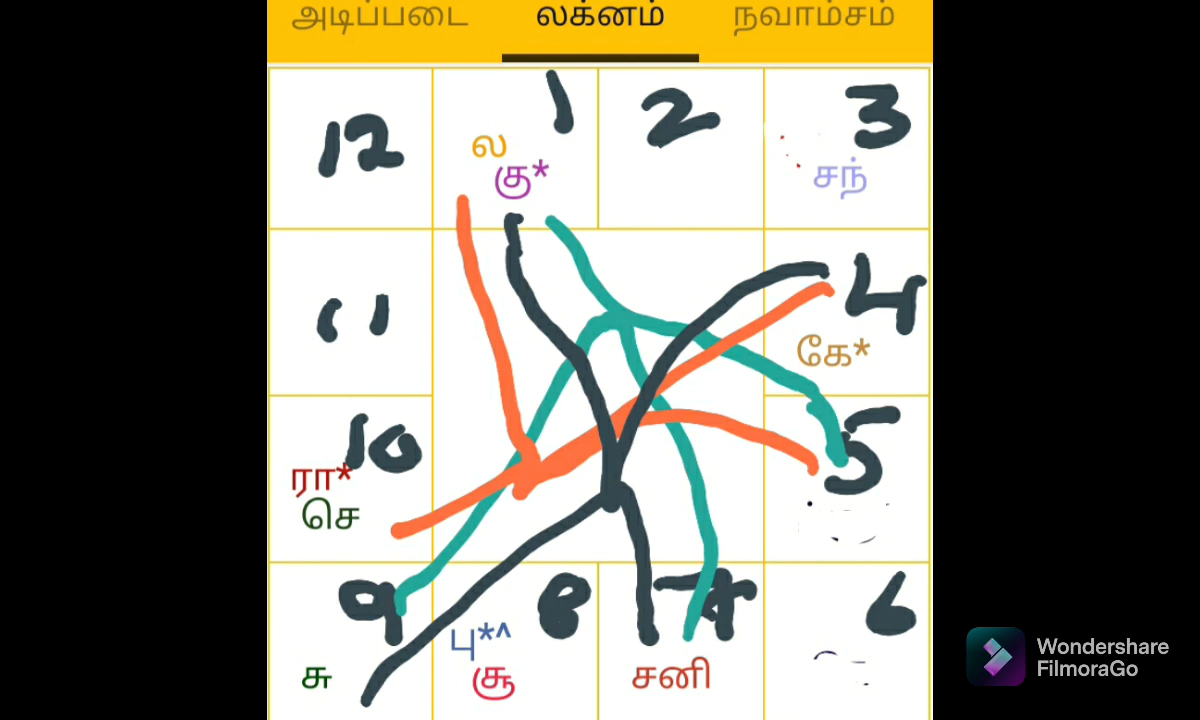 அடிப்படை லக்னம் நவாம்சம்
12 1 2 3
ல
கு* சந்
11 4
கே*
10 5
ரா*
செ
9 8 7 6
பு*^
சு சூ சனி
Wondershare
FilmoraGo